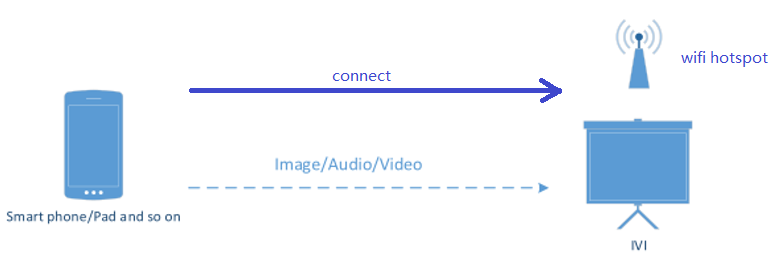 connect
wifi hotspot
Image/Audio/Video
Smart phone/Pad and so on
IVI